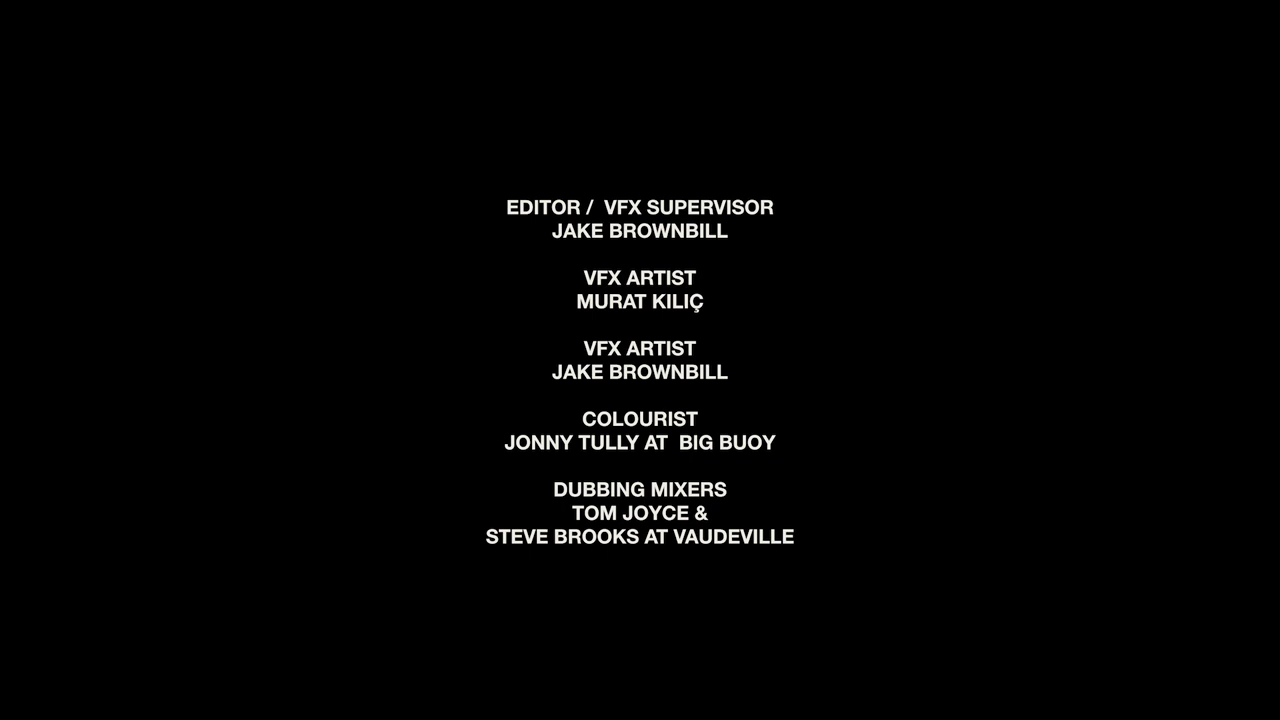 EDITOR /  VFX SUPERVISOR
JAKE BROWNBILL
VFX ARTIST
MURAT KILIÇ
VFX ARTIST
JAKE BROWNBILL
COLOURIST
JONNY TULLY AT  BIG BUOY
DUBBING MIXERS
TOM JOYCE &
STEVE BROOKS AT VAUDEVILLE